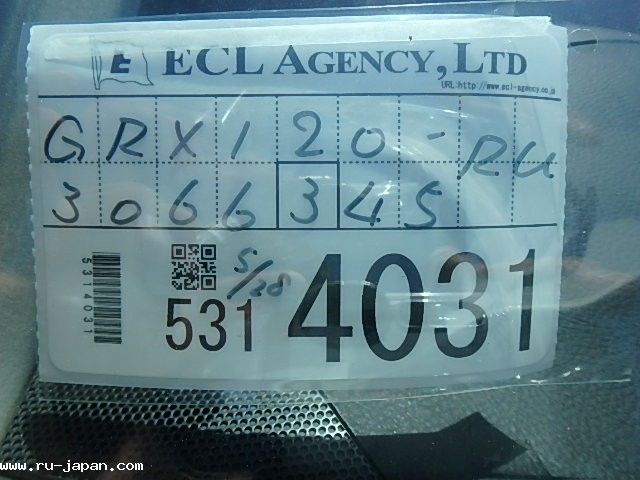 E ECL AGENCY, LTD
URL:http://www.ecl-agency.co.jp
GRX120-RU
3066345
5/28
5314031
531 4031
www.ru-japan.com